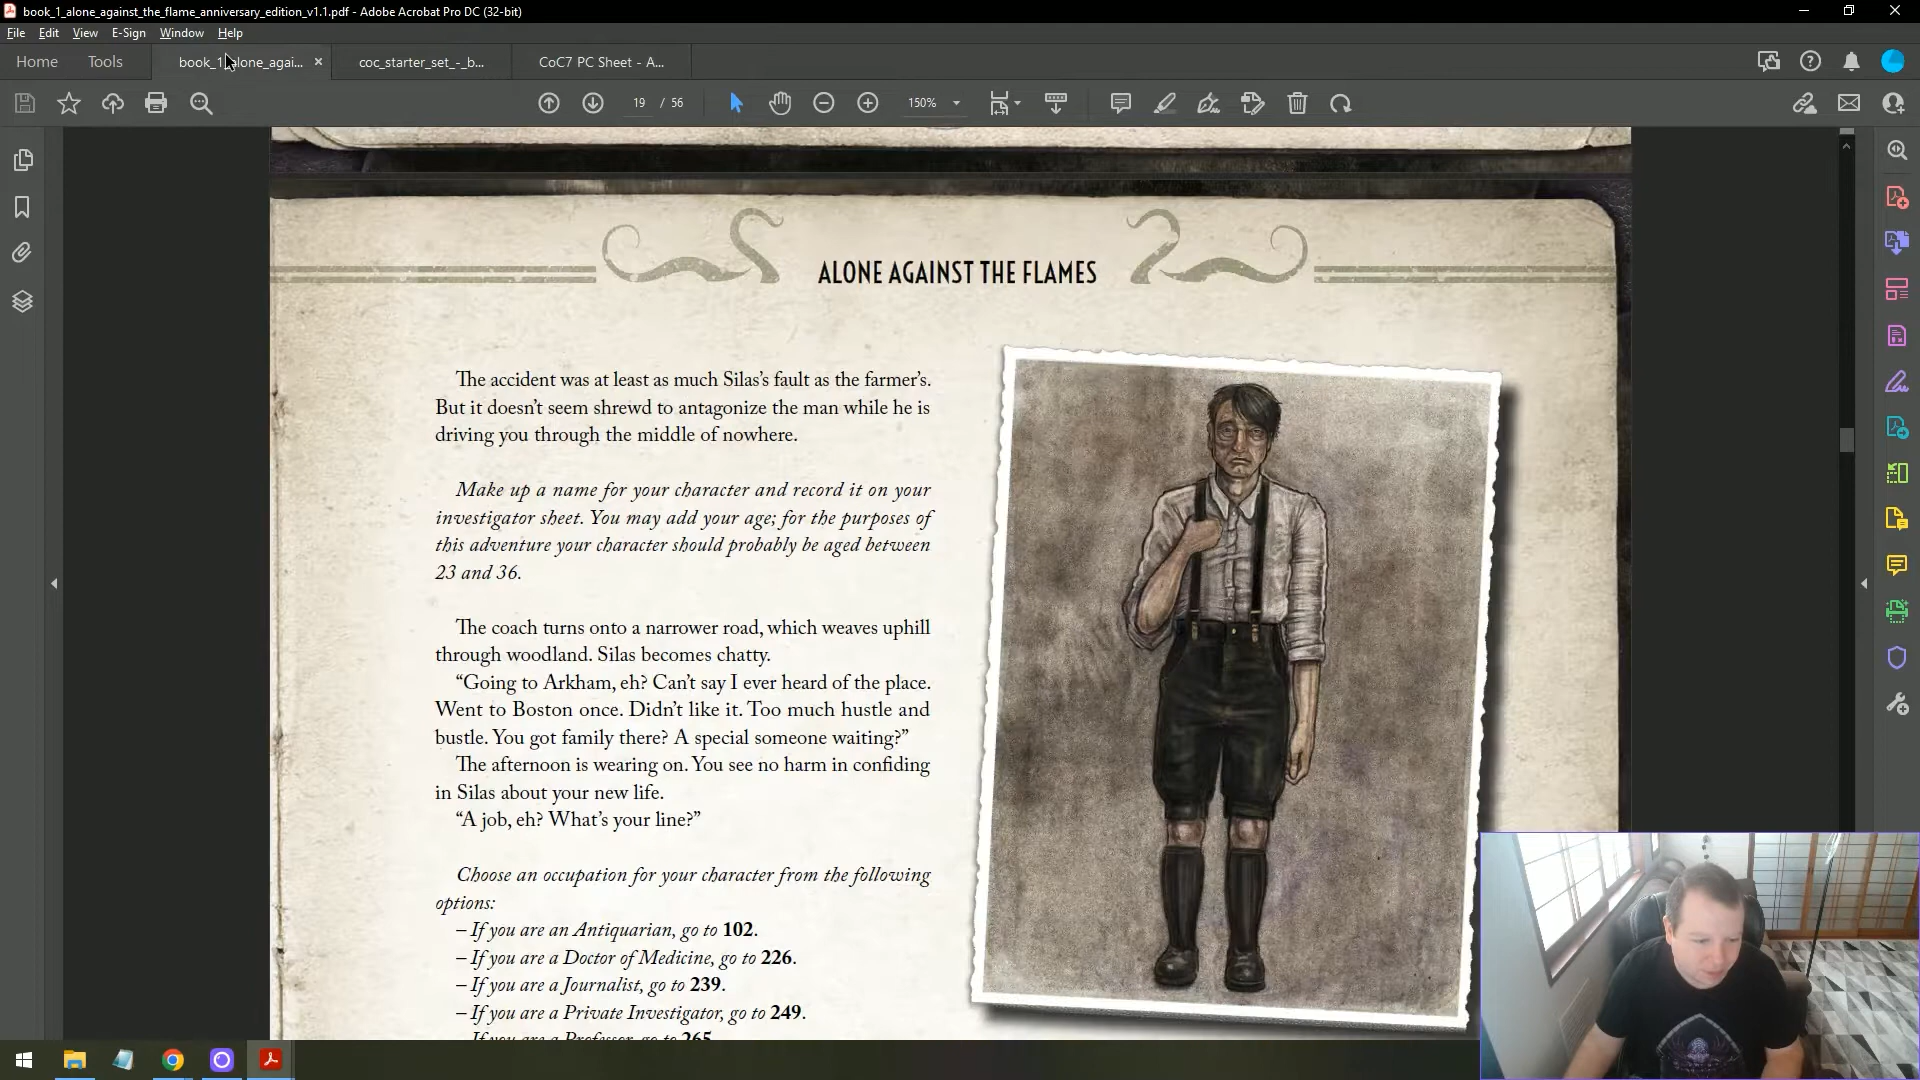 book_1_alone_against_the_flame_anniversary_edition_v1.1.pdf - Adobe Acrobat Pro DC (32-bit)
File Edit View E-Sign Window Help
Home Tools book_1_alone_agai... × coc_starter_set_-_b... CoC7 PC Sheet - A...
19 / 56 150%
ALONE AGAINST THE FLAMES
The accident was at least as much Silas’s fault as the farmer’s.
But it doesn’t seem shrewd to antagonize the man while he is
driving you through the middle of nowhere.
Make up a name for your character and record it on your
investigator sheet. You may add your age; for the purposes of
this adventure your character should probably be aged between
23 and 36.
The coach turns onto a narrower road, which weaves uphill
through woodland. Silas becomes chatty.
“Going to Arkham, eh? Can’t say I ever heard of the place.
Went to Boston once. Didn’t like it. Too much hustle and
bustle. You got family there? A special someone waiting?”
The afternoon is wearing on. You see no harm in confiding
in Silas about your new life.
“A job, eh? What’s your line?”
Choose an occupation for your character from the following
options:
– If you are an Antiquarian, go to 102.
– If you are a Doctor of Medicine, go to 226.
– If you are a Journalist, go to 239.
– If you are a Private Investigator, go to 249.
– If you are a Professor, go to 265.